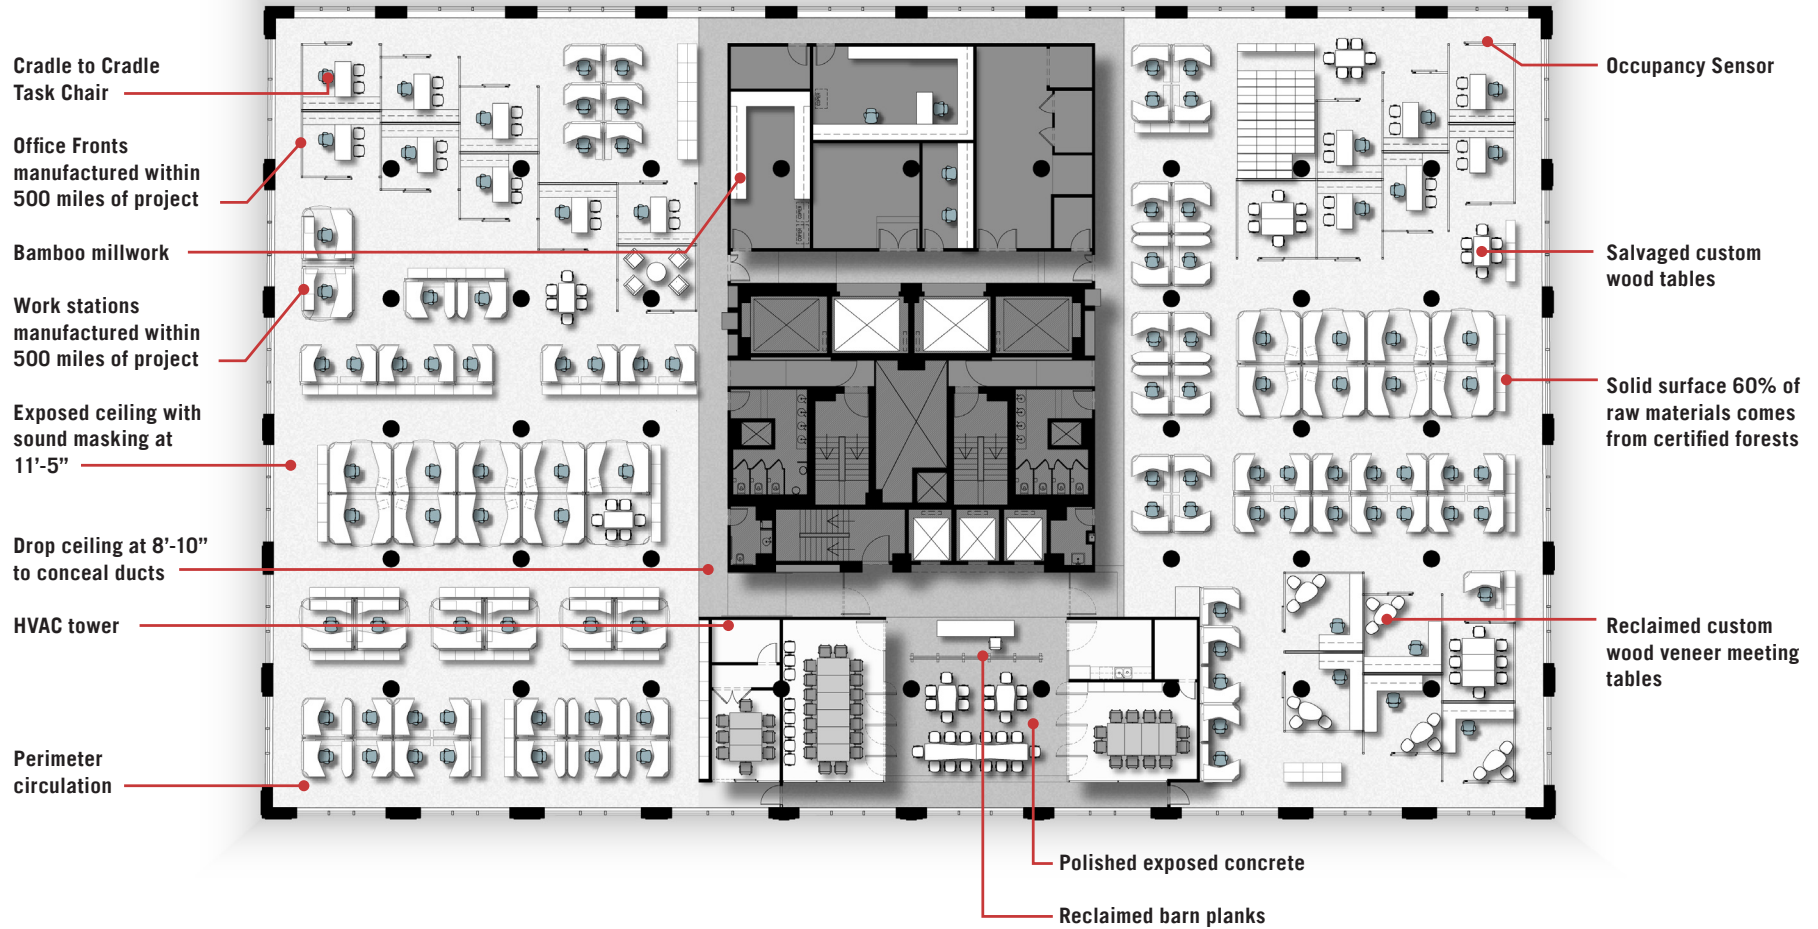 Cradle to Cradle
Task Chair
Office Fronts
manufactured within
500 miles of project
Bamboo millwork
Work stations
manufactured within
500 miles of project
Exposed ceiling with
sound masking at
11’-5”
Drop ceiling at 8’-10”
to conceal ducts
HVAC tower
Perimeter
circulation
Occupancy Sensor
Salvaged custom
wood tables
Solid surface 60% of
raw materials comes
from certified forests
Reclaimed custom
wood veneer meeting
tables
Polished exposed concrete
Reclaimed barn planks